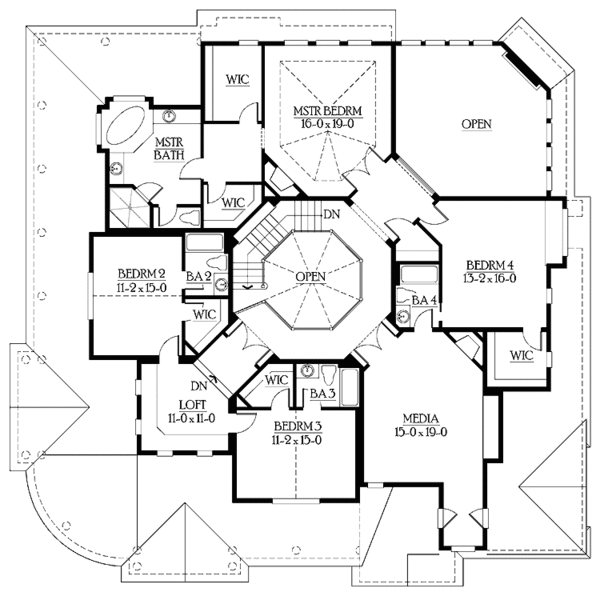 WIC
MSTR BEDRM
16-0 x 19-0
OPEN
MSTR
BATH
WIC
DN
BEDRM 2
11-2 x 15-0
BA 2
OPEN
BEDRM 4
13-2 x 16-0
BA 4
WIC
WIC
DN
WIC
BA 3
LOFT
11-0 x 11-0
MEDIA
15-0 x 19-0
BEDRM 3
11-2 x 15-0